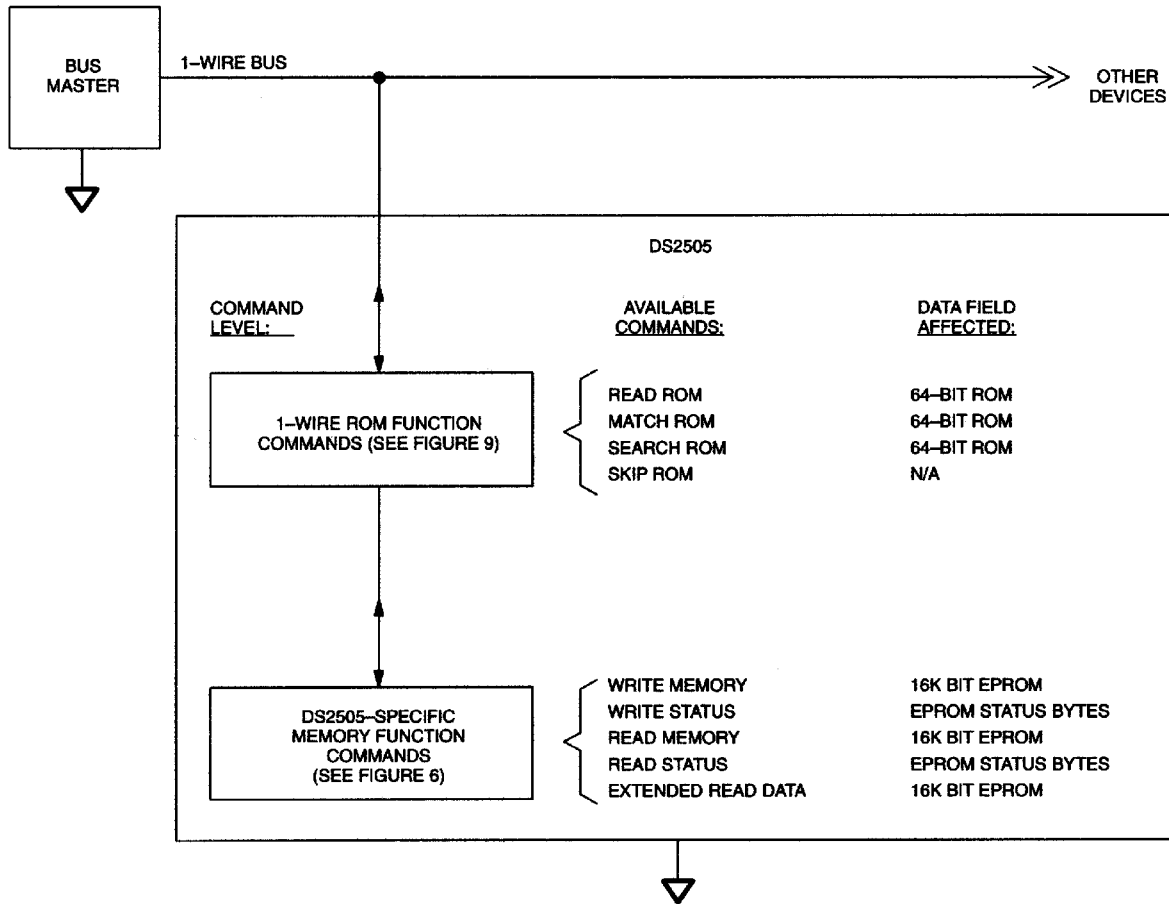 BUS
MASTER
1–WIRE BUS
OTHER
DEVICES
DS2505
COMMAND
LEVEL:
AVAILABLE
COMMANDS:
DATA FIELD
AFFECTED:
1–WIRE ROM FUNCTION
COMMANDS (SEE FIGURE 9)
READ ROM 64–BIT ROM
MATCH ROM 64–BIT ROM
SEARCH ROM 64–BIT ROM
SKIP ROM N/A
DS2505–SPECIFIC
MEMORY FUNCTION
COMMANDS
(SEE FIGURE 6)
WRITE MEMORY 16K BIT EPROM
WRITE STATUS EPROM STATUS BYTES
READ MEMORY 16K BIT EPROM
READ STATUS EPROM STATUS BYTES
EXTENDED READ DATA 16K BIT EPROM